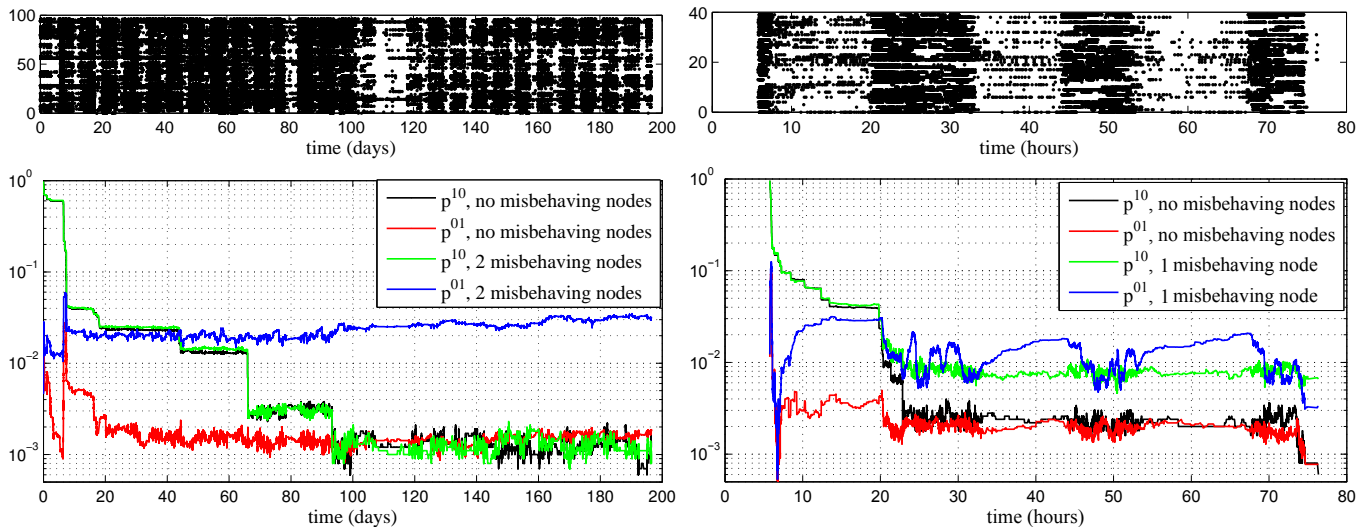 100
50
0
0 20 40 60 80 100 120 140 160 180 200
time (days)
40
20
0
0 10 20 30 40 50 60 70 80
time (hours)
10^0
10^-1
10^-2
10^-3
p^10, no misbehaving nodes
p^01, no misbehaving nodes
p^10, 2 misbehaving nodes
p^01, 2 misbehaving nodes
0 20 40 60 80 100 120 140 160 180 200
time (days)
10^0
10^-1
10^-2
10^-3
p^10, no misbehaving nodes
p^01, no misbehaving nodes
p^10, 1 misbehaving node
p^01, 1 misbehaving node
0 10 20 30 40 50 60 70 80
time (hours)